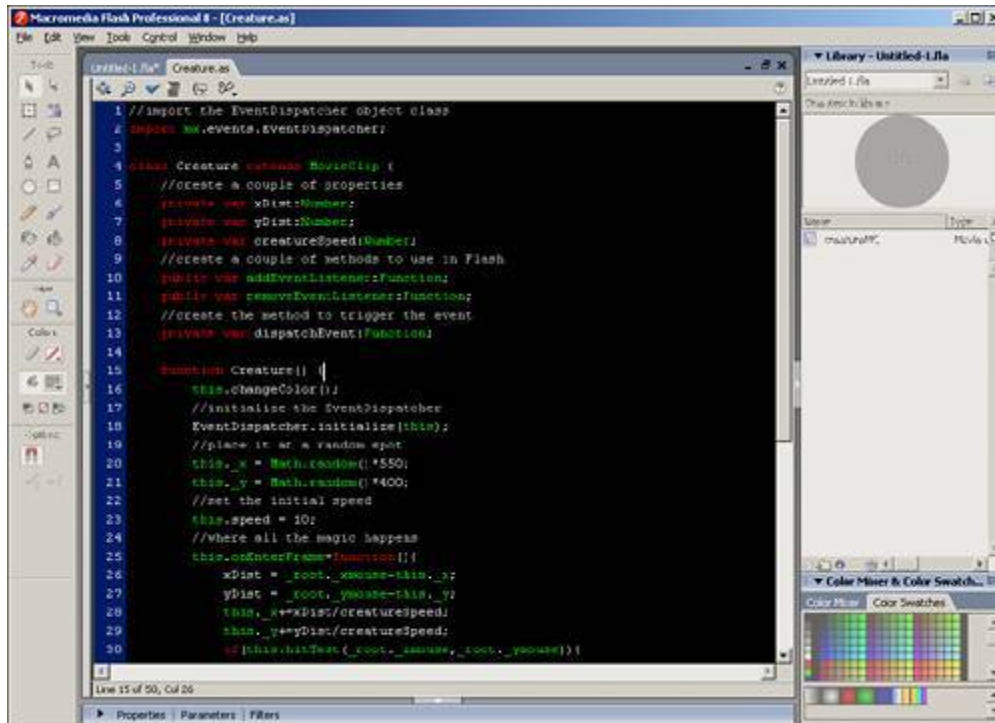 Macromedia Flash Professional 8 - [Creature.as]
File Edit View Tools Control Window Help
Tools
Untitled-1.fla* Creature.as
1 //import the EventDispatcher object class
2 import mx.events.EventDispatcher;
3
4 class Creature extends MovieClip {
5 //create a couple of properties
6 private var xDist:Number;
7 private var yDist:Number;
8 private var creatureSpeed:Number;
9 //create a couple of methods to use in Flash
10 public var addEventListener:Function;
11 public var removeEventListener:Function;
12 //create the method to trigger the event
13 private var dispatchEvent:Function;
14
15 function Creature() {
16 this.changeColor();
17 //initialize the EventDispatcher
18 EventDispatcher.initialize(this);
19 //place it at a random spot
20 this._x = Math.random()*550;
21 this._y = Math.random()*400;
22 //set the initial speed
23 this.speed = 10;
24 //where all the magic happens
25 this.onEnterFrame=function(){
26 xDist = _root._xmouse-this._x;
27 yDist = _root._ymouse-this._y;
28 this._x+=xDist/creatureSpeed;
29 this._y+=yDist/creatureSpeed;
30 if(this.hitTest(_root._xmouse,_root._ymouse)){
Line 15 of 50, Col 26
Properties Parameters Filters
Colors
Library - Untitled-1.fla
Untitled-1.fla
One item in library
Name Type
creatureMC Movie
Color Mixer & Color Swatch...
Color Mixer Color Swatches